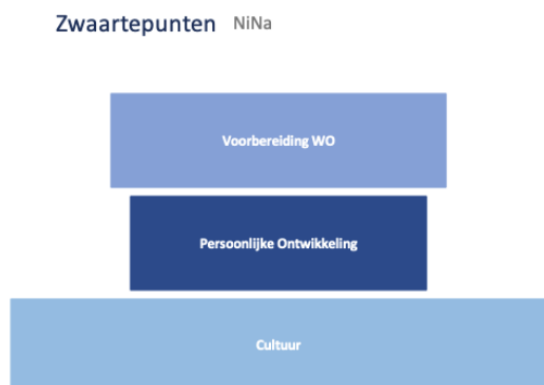 Zwaartepunten NiNa
Voorbereiding WO
Persoonlijke Ontwikkeling
Cultuur